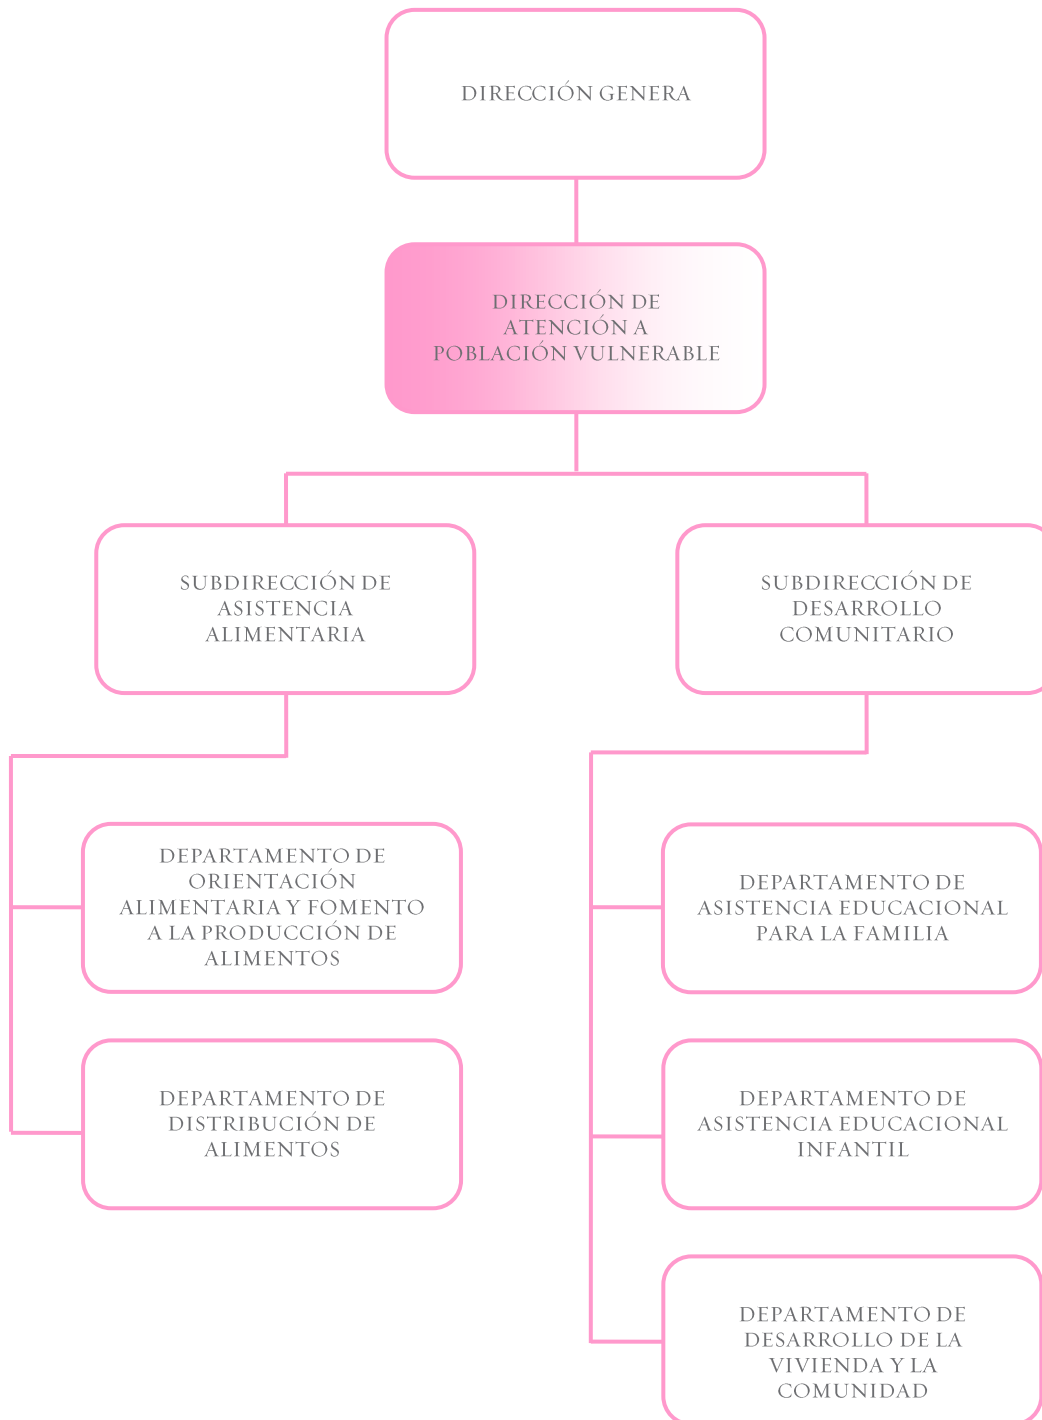 DIRECCIÓN GENERA
DIRECCIÓN DE
ATENCIÓN A
POBLACIÓN VULNERABLE
SUBDIRECCIÓN DE
ASISTENCIA
ALIMENTARIA
SUBDIRECCIÓN DE
DESARROLLO
COMUNITARIO
DEPARTAMENTO DE
ORIENTACIÓN
ALIMENTARIA Y FOMENTO
A LA PRODUCCIÓN DE
ALIMENTOS
DEPARTAMENTO DE
ASISTENCIA EDUCACIONAL
PARA LA FAMILIA
DEPARTAMENTO DE
DISTRIBUCIÓN DE
ALIMENTOS
DEPARTAMENTO DE
ASISTENCIA EDUCACIONAL
INFANTIL
DEPARTAMENTO DE
DESARROLLO DE LA
VIVIENDA Y LA
COMUNIDAD